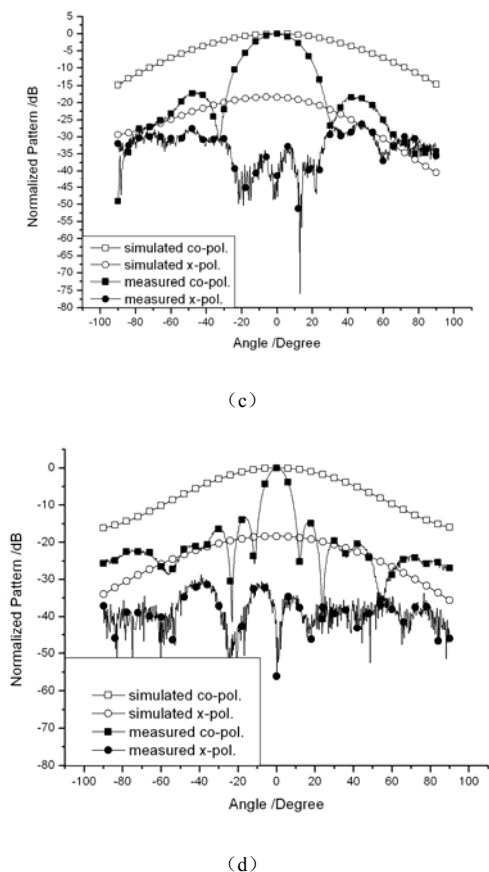 5
0
-5
-10
-15
-20
-25
-30
-35
-40
-45
-50
-55
-60
-65
-70
-75
-80
Normalized Pattern /dB
simulated co-pol.
simulated x-pol.
measured co-pol.
measured x-pol.
-100 -80 -60 -40 -20 0 20 40 60 80 100
Angle /Degree
（c）
0
-10
-20
-30
-40
-50
-60
-70
-80
Normalized Pattern /dB
simulated co-pol.
simulated x-pol.
measured co-pol.
measured x-pol.
-100 -80 -60 -40 -20 0 20 40 60 80 100
Angle /Degree
（d）